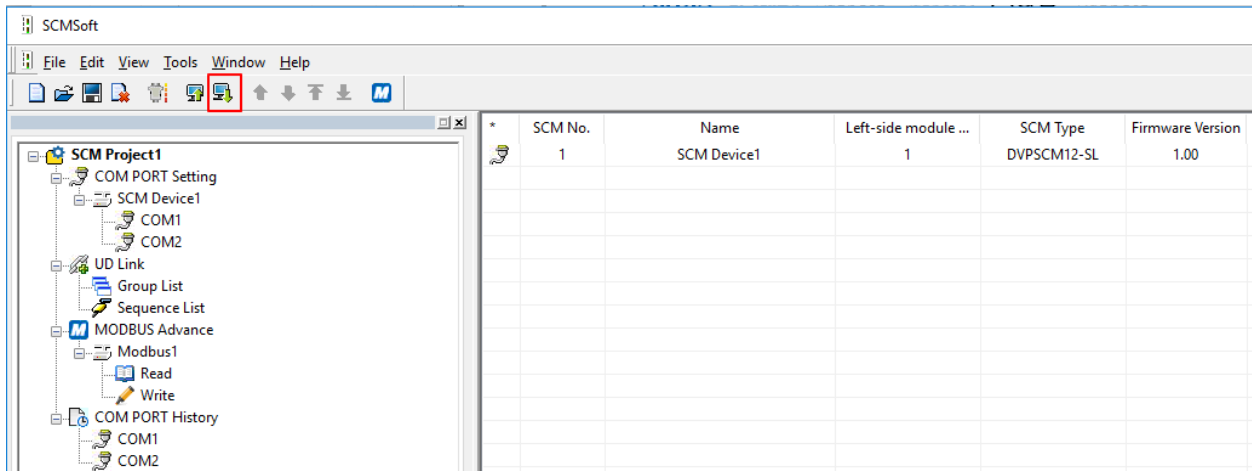 SCMSoft
File Edit View Tools Window Help
M
* SCM No. Name Left-side module ... SCM Type Firmware Version
1 SCM Device1 1 DVPSCM12-SL 1.00
SCM Project1
COM PORT Setting
SCM Device1
COM1
COM2
UD Link
Group List
Sequence List
M MODBUS Advance
Modbus1
Read
Write
COM PORT History
COM1
COM2